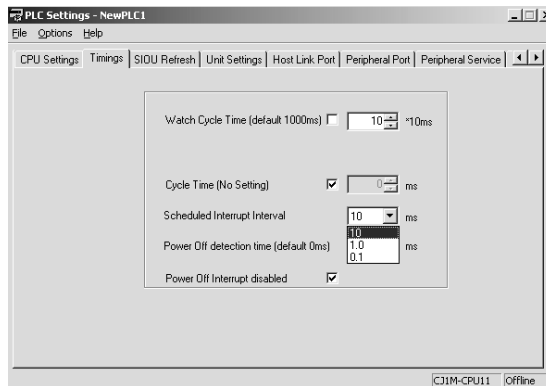 PLC Settings - NewPLC1
File Options Help
CPU Settings Timings SIOU Refresh Unit Settings Host Link Port Peripheral Port Peripheral Service
Watch Cycle Time (default 1000ms) 10 *10ms
Cycle Time (No Setting) 0 ms
Scheduled Interrupt Interval 10 ms
10
Power Off detection time (default 0ms) 1.0 ms
0.1
Power Off Interrupt disabled
CJ1M-CPU11 Offline